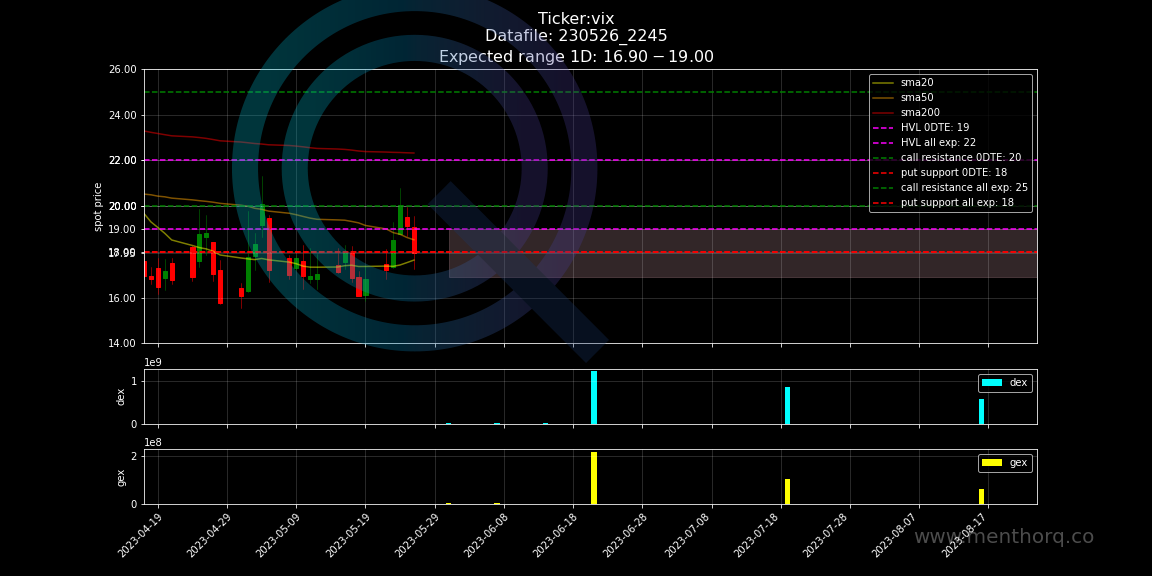 Ticker:vix
Datafile: 230526_2245
Expected range 1D: 16.90 − 19.00
26.00
24.00
22.00
20.00
19.00
18.00
16.00
14.00
spot price
sma20
sma50
sma200
HVL 0DTE: 19
HVL all exp: 22
call resistance 0DTE: 20
put support 0DTE: 18
call resistance all exp: 25
put support all exp: 18
1e9
1
0
dex
dex
1e8
2
0
gex
gex
2023-04-19
2023-04-29
2023-05-09
2023-05-19
2023-05-29
2023-06-08
2023-06-18
2023-06-28
2023-07-08
2023-07-18
2023-07-28
2023-08-07
2023-08-17
www.menthorq.co